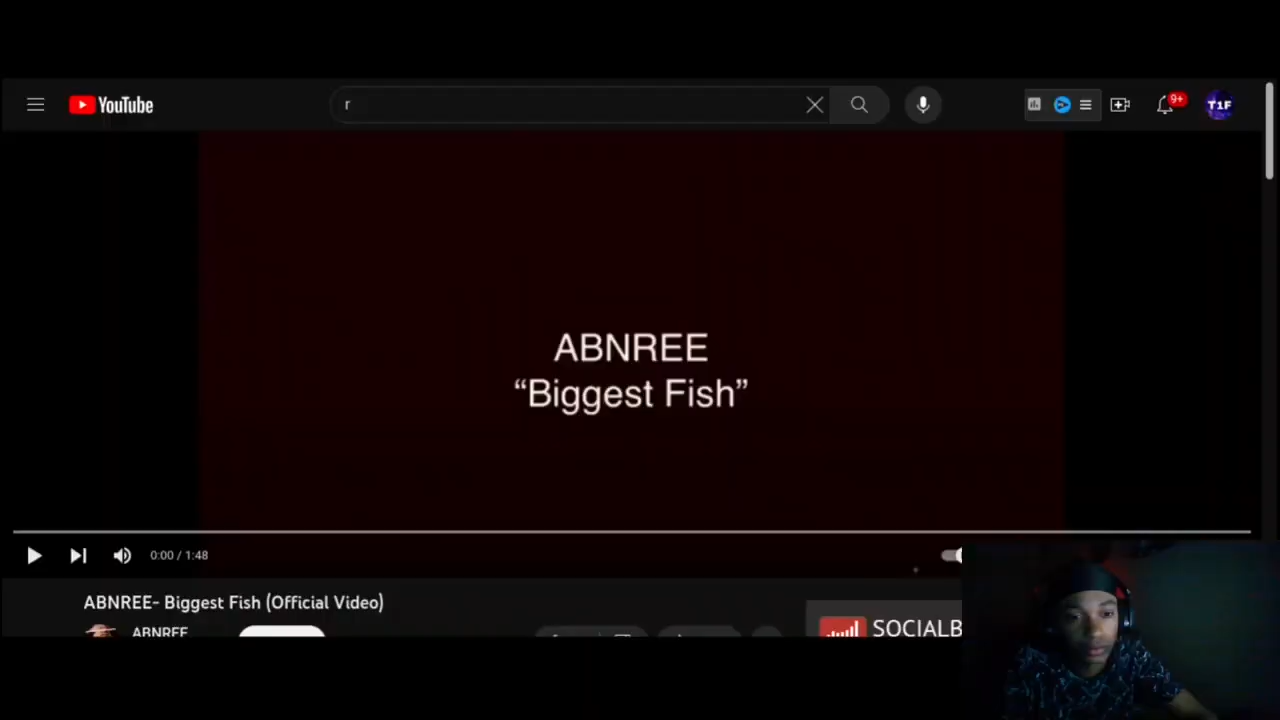 YouTube
r
9+
T1F
ABNREE
“Biggest Fish”
0:00 / 1:48
ABNREE- Biggest Fish (Official Video)
ABNREE
SOCIALB